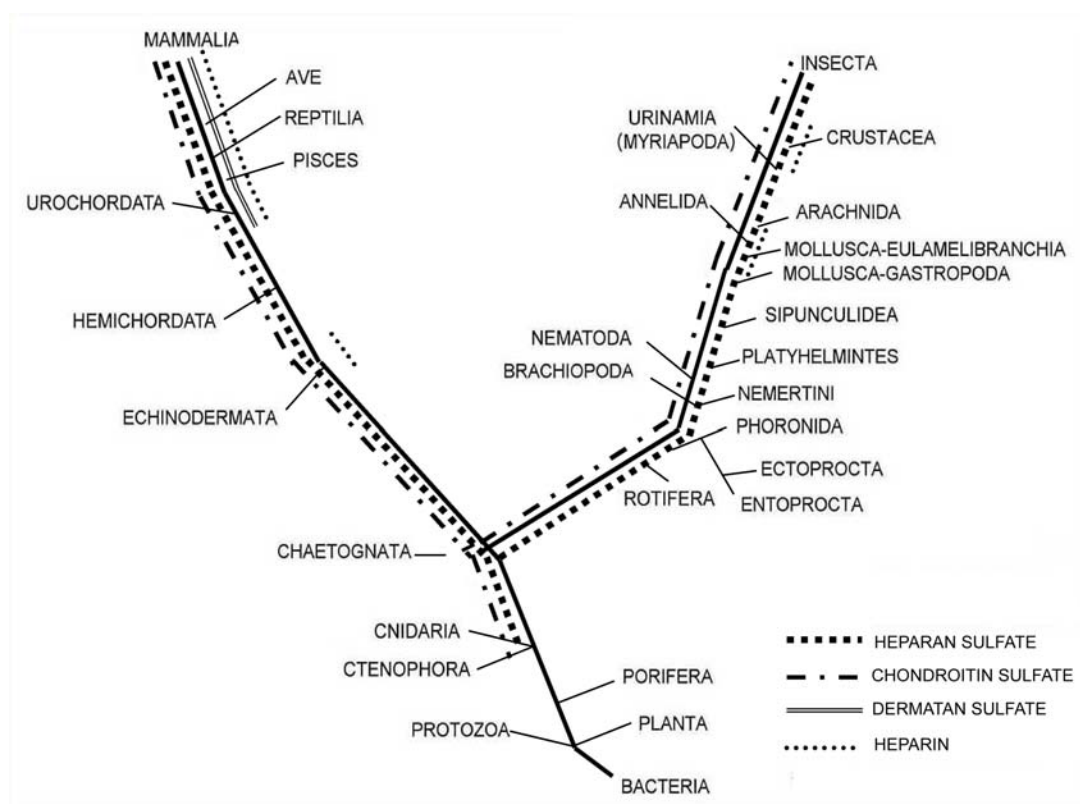 MAMMALIA
AVE
REPTILIA
PISCES
UROCHORDATA
HEMICHORDATA
ECHINODERMATA
CHAETOGNATA
CNIDARIA
CTENOPHORA
PROTOZOA
INSECTA
URINAMIA
(MYRIAPODA)
CRUSTACEA
ANNELIDA
ARACHNIDA
MOLLUSCA-EULAMELIBRANCHIA
MOLLUSCA-GASTROPODA
SIPUNCULIDEA
NEMATODA
PLATYHELMINTES
BRACHIOPODA
NEMERTINI
PHORONIDA
ECTOPROCTA
ROTIFERA
ENTOPROCTA
PORIFERA
PLANTA
BACTERIA
HEPARAN SULFATE
CHONDROITIN SULFATE
DERMATAN SULFATE
HEPARIN